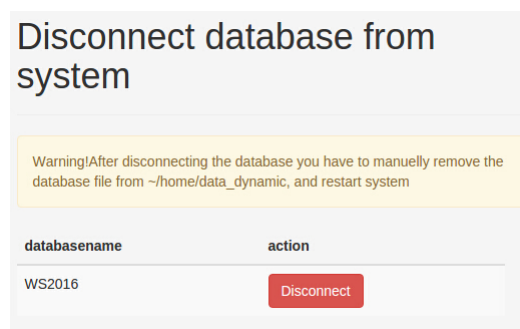 Disconnect database from
system
Warning!After disconnecting the database you have to manuelly remove the
database file from ~/home/data_dynamic, and restart system
databasename action
WS2016 Disconnect